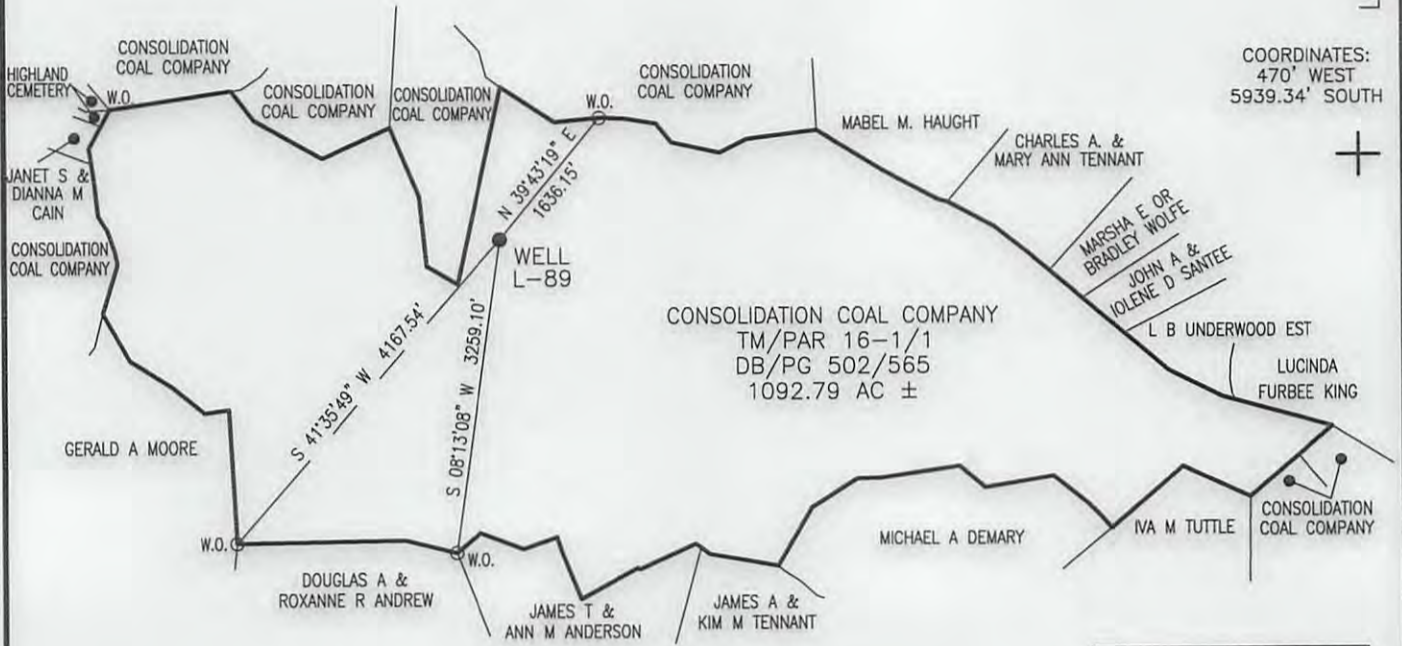 CONSOLIDATION
COAL COMPANY
HIGHLAND
CEMETERY
W.O.
CONSOLIDATION
COAL COMPANY
CONSOLIDATION
COAL COMPANY
W.O.
CONSOLIDATION
COAL COMPANY
COORDINATES:
470' WEST
5939.34' SOUTH
MABEL M. HAUGHT
CHARLES A. &
MARY ANN TENNANT
JANET S &
DIANNA M
CAIN
N 39°43'19" E
1636.15'
MARSHA E OR
BRADLEY WOLFE
JOHN A &
IOLENE D SANTEE
CONSOLIDATION
COAL COMPANY
WELL
L-89
CONSOLIDATION COAL COMPANY
TM/PAR 16-1/1
DB/PG 502/565
1092.79 AC ±
L B UNDERWOOD EST
LUCINDA
FURBEE KING
S 41°35'49" W 4167.54'
S 08°13'08" W 3259.10'
GERALD A MOORE
W.O.
W.O.
DOUGLAS A &
ROXANNE R ANDREW
JAMES T &
ANN M ANDERSON
JAMES A &
KIM M TENNANT
MICHAEL A DEMARY
IVA M TUTTLE
CONSOLIDATION
COAL COMPANY